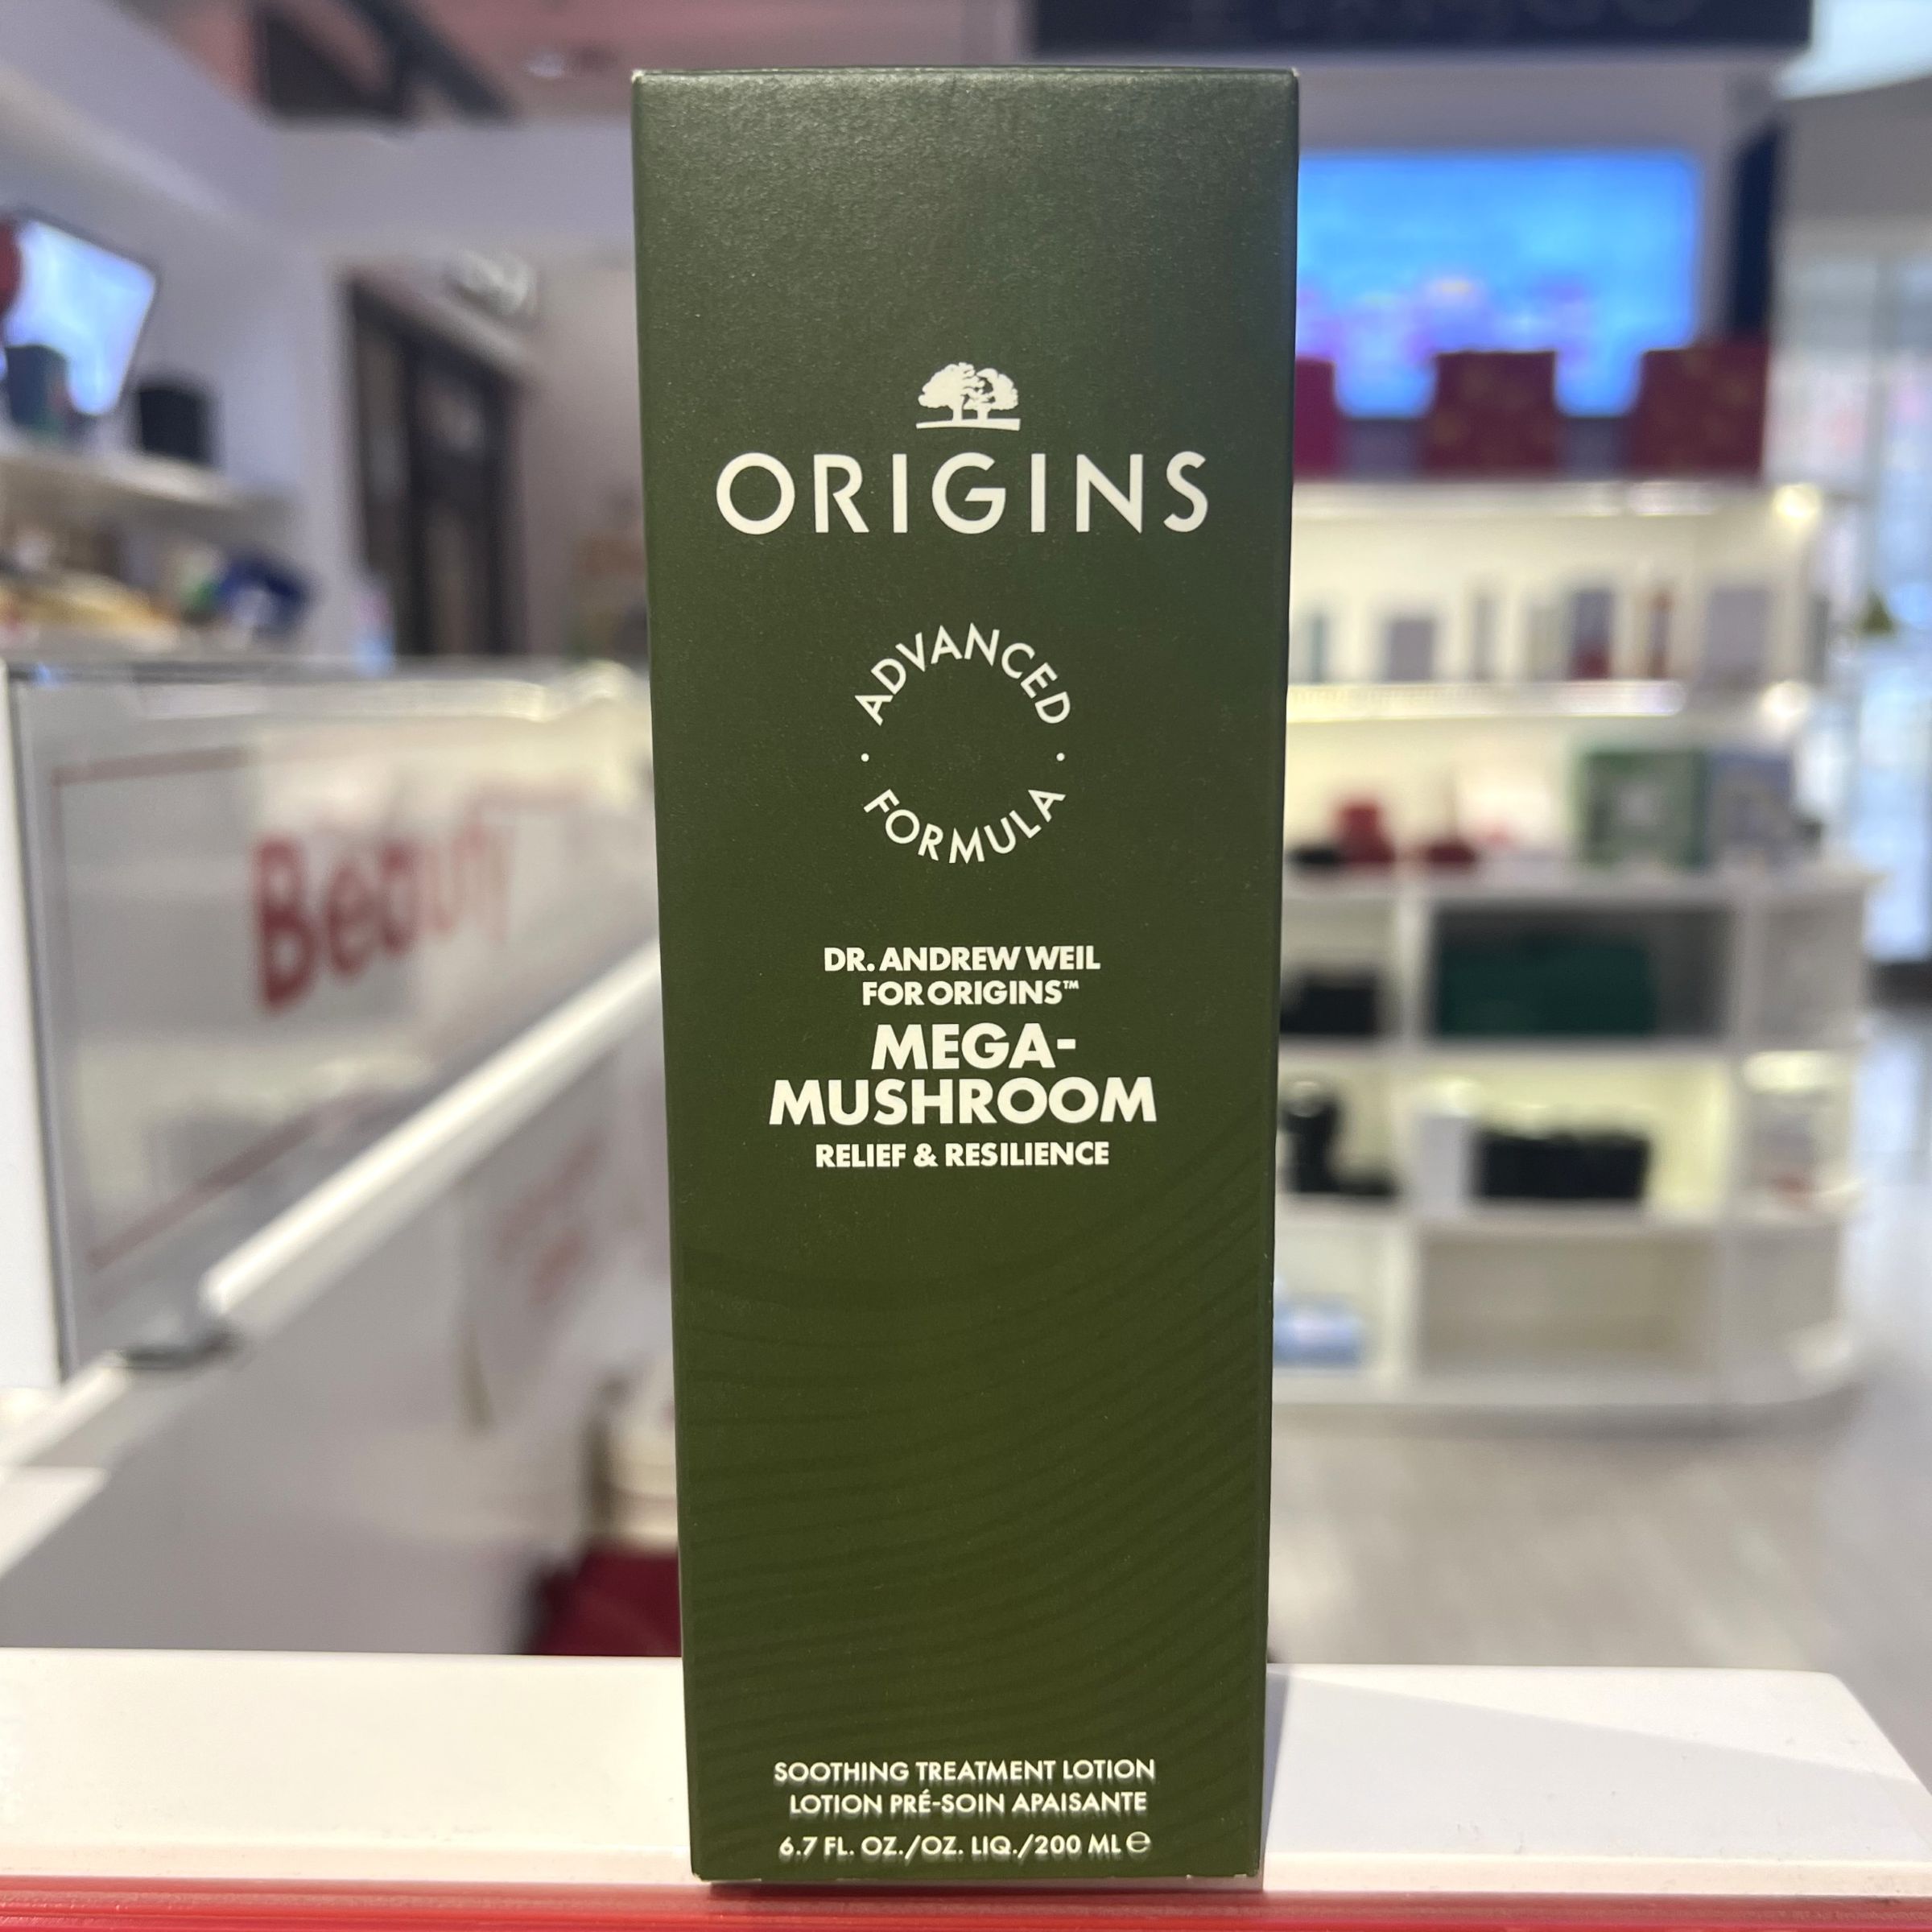 ORIGINS
ADVANCED
· FORMULA ·
DR. ANDREW WEIL
FOR ORIGINS™
MEGA-
MUSHROOM
RELIEF & RESILIENCE
SOOTHING TREATMENT LOTION
LOTION PRÉ-SOIN APAISANTE
6.7 FL. OZ./OZ. LIQ./200 ML ℮
Beauty